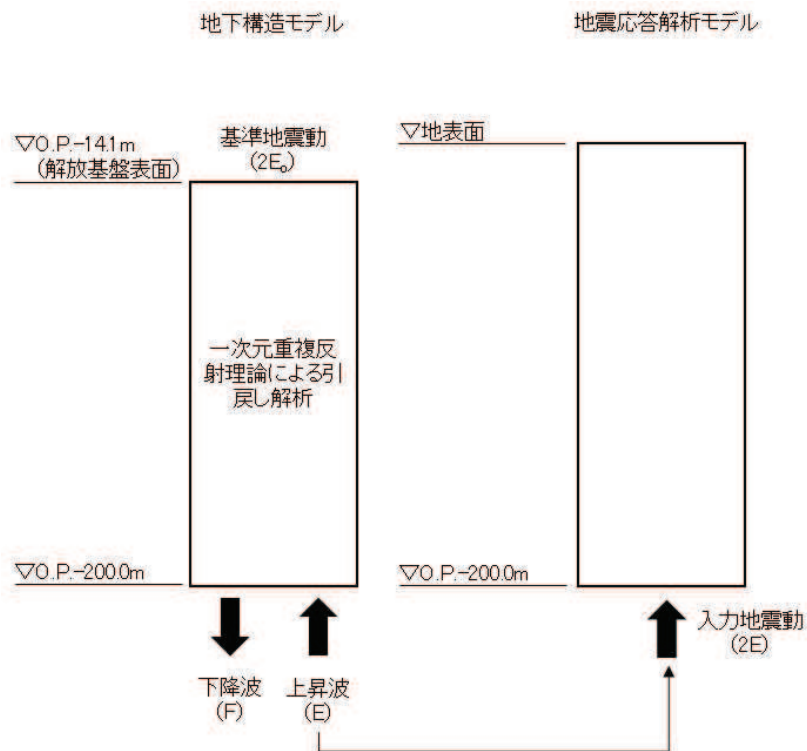 地下構造モデル
地震応答解析モデル
▽O.P.-14.1m
(解放基盤表面)
基準地震動
(2E₀)
▽地表面
一次元重複反
射理論による引
戻し解析
▽O.P.-200.0m
▽O.P.-200.0m
下降波
(F)
上昇波
(E)
入力地震動
(2E)